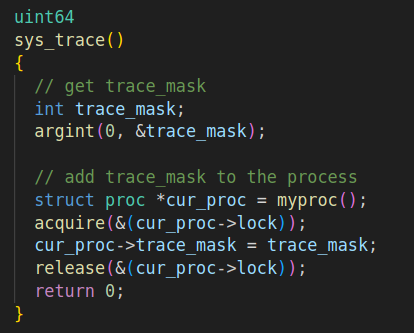 uint64
sys_trace()
{
  // get trace_mask
  int trace_mask;
  argint(0, &trace_mask);

  // add trace_mask to the process
  struct proc *cur_proc = myproc();
  acquire(&(cur_proc->lock));
  cur_proc->trace_mask = trace_mask;
  release(&(cur_proc->lock));
  return 0;
}